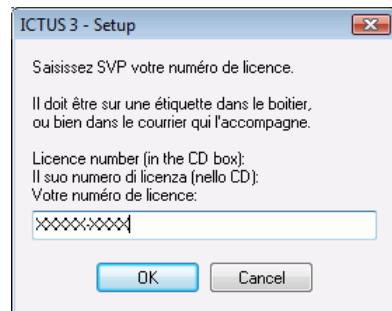 ICTUS 3 - Setup
Saisissez SVP votre numéro de licence.
Il doit être sur une étiquette dans le boitier,
ou bien dans le courrier qui l'accompagne.
Licence number (in the CD box):
Il suo numero di licenza (nello CD):
Votre numéro de licence:
XXXXX-XXXX
OK
Cancel